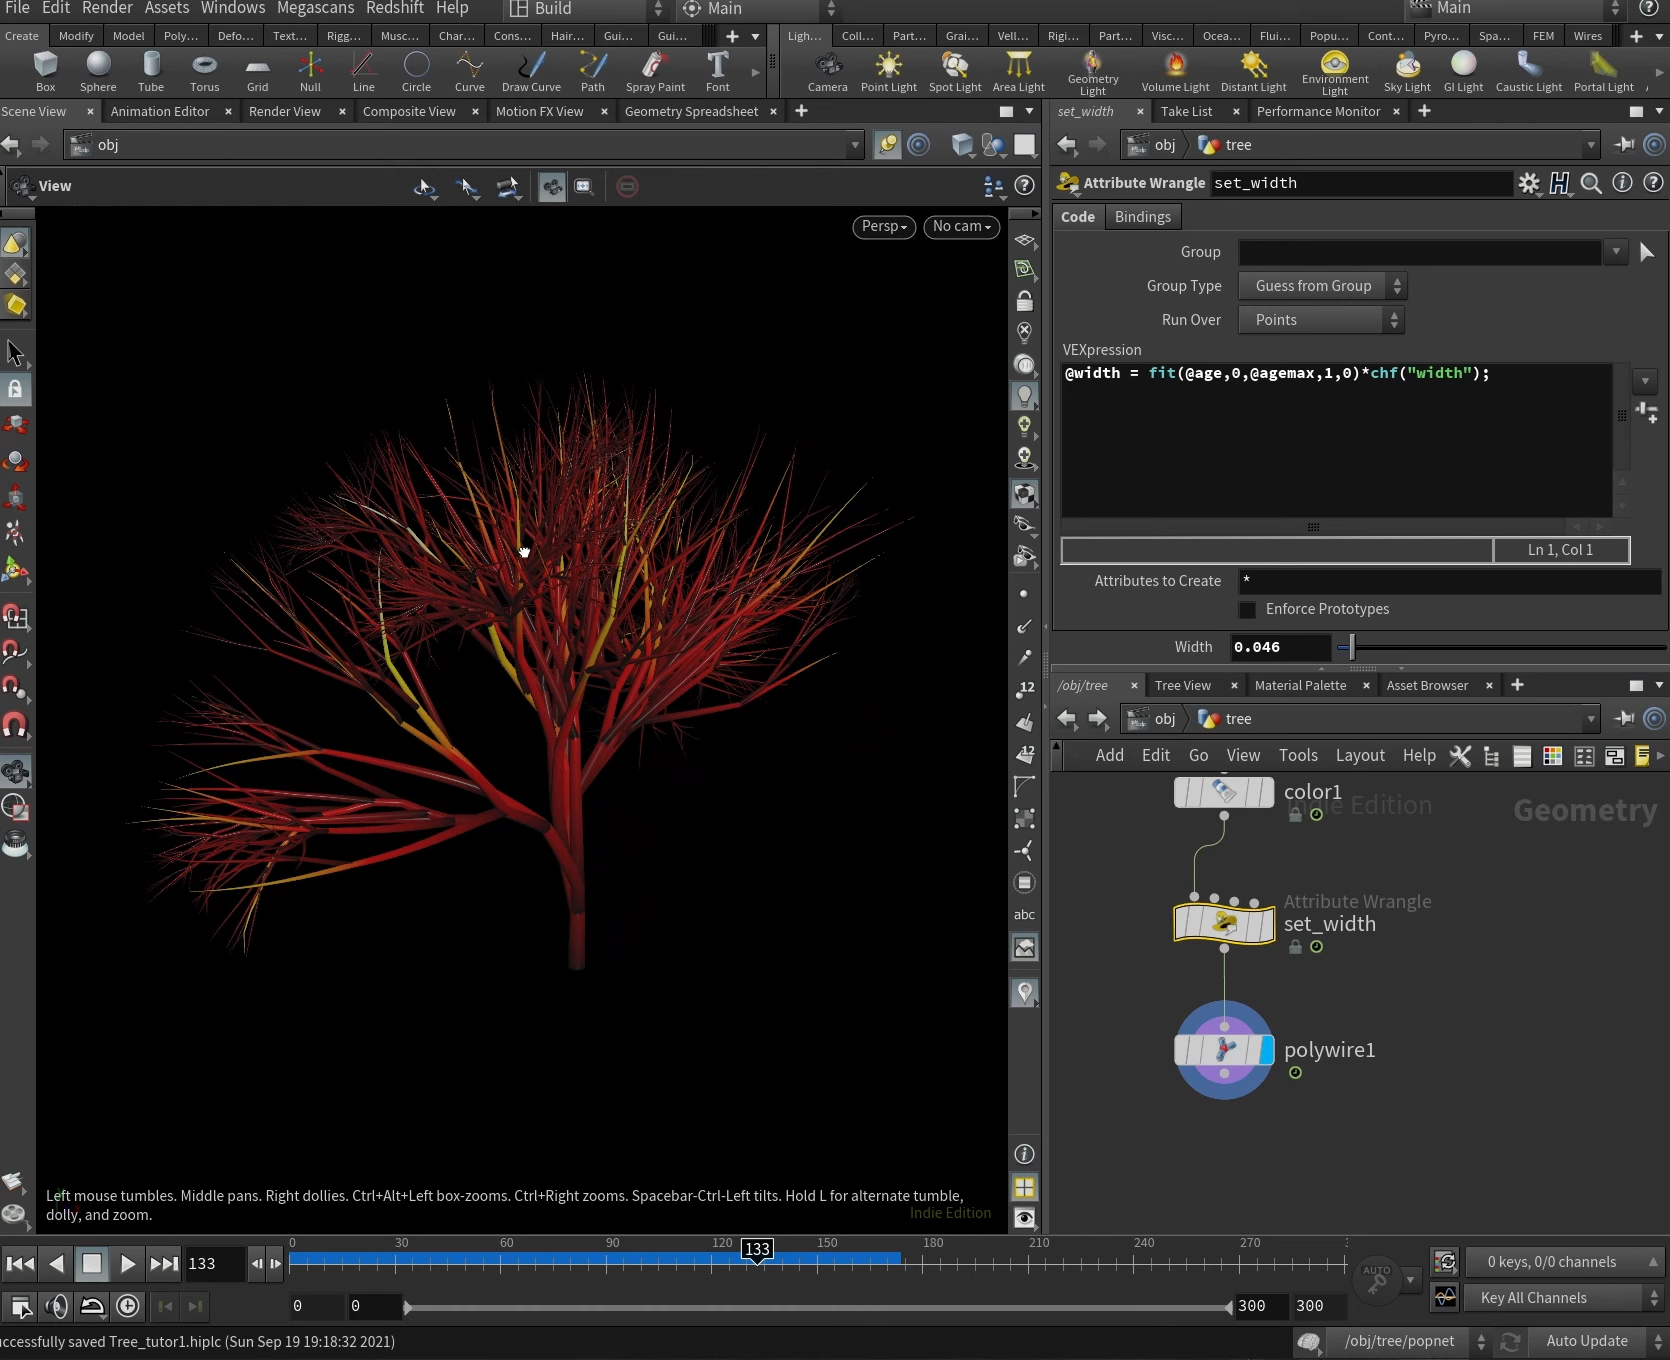 File Edit Render Assets Windows Megascans Redshift Help Build Main Main
Create Modify Model Poly... Defo... Text... Rigg... Musc... Char... Cons... Hair... Gui... Gui... Ligh... Coll... Part... Grai... Vell... Rigi... Part... Visc... Ocea... Flui... Popu... Cont... Pyro... Spa... FEM Wires
Box Sphere Tube Torus Grid Null Line Circle Curve Draw Curve Path Spray Paint Font Camera Point Light Spot Light Area Light Geometry Light Volume Light Distant Light Environment Light Sky Light GI Light Caustic Light Portal Light
Scene View Animation Editor Render View Composite View Motion FX View Geometry Spreadsheet
set_width Take List Performance Monitor
obj
obj tree
View
Attribute Wrangle set_width
Persp No cam
Code Bindings
Group
Group Type Guess from Group
Run Over Points
VEXpression
@width = fit(@age,0,@agemax,1,0)*chf("width");
Ln 1, Col 1
Attributes to Create *
Enforce Prototypes
Width 0.046
/obj/tree Tree View Material Palette Asset Browser
obj tree
Add Edit Go View Tools Layout Help
12
12
abc
color1
Indie Edition
Geometry
Attribute Wrangle
set_width
polywire1
Left mouse tumbles. Middle pans. Right dollies. Ctrl+Alt+Left box-zooms. Ctrl+Right zooms. Spacebar-Ctrl-Left tilts. Hold L for alternate tumble,
dolly, and zoom.
Indie Edition
0 30 60 90 120 133 150 180 210 240 270
133
AUTO
0 keys, 0/0 channels
0 0 300 300
Key All Channels
uccessfully saved Tree_tutor1.hiplc (Sun Sep 19 19:18:32 2021)
/obj/tree/popnet Auto Update